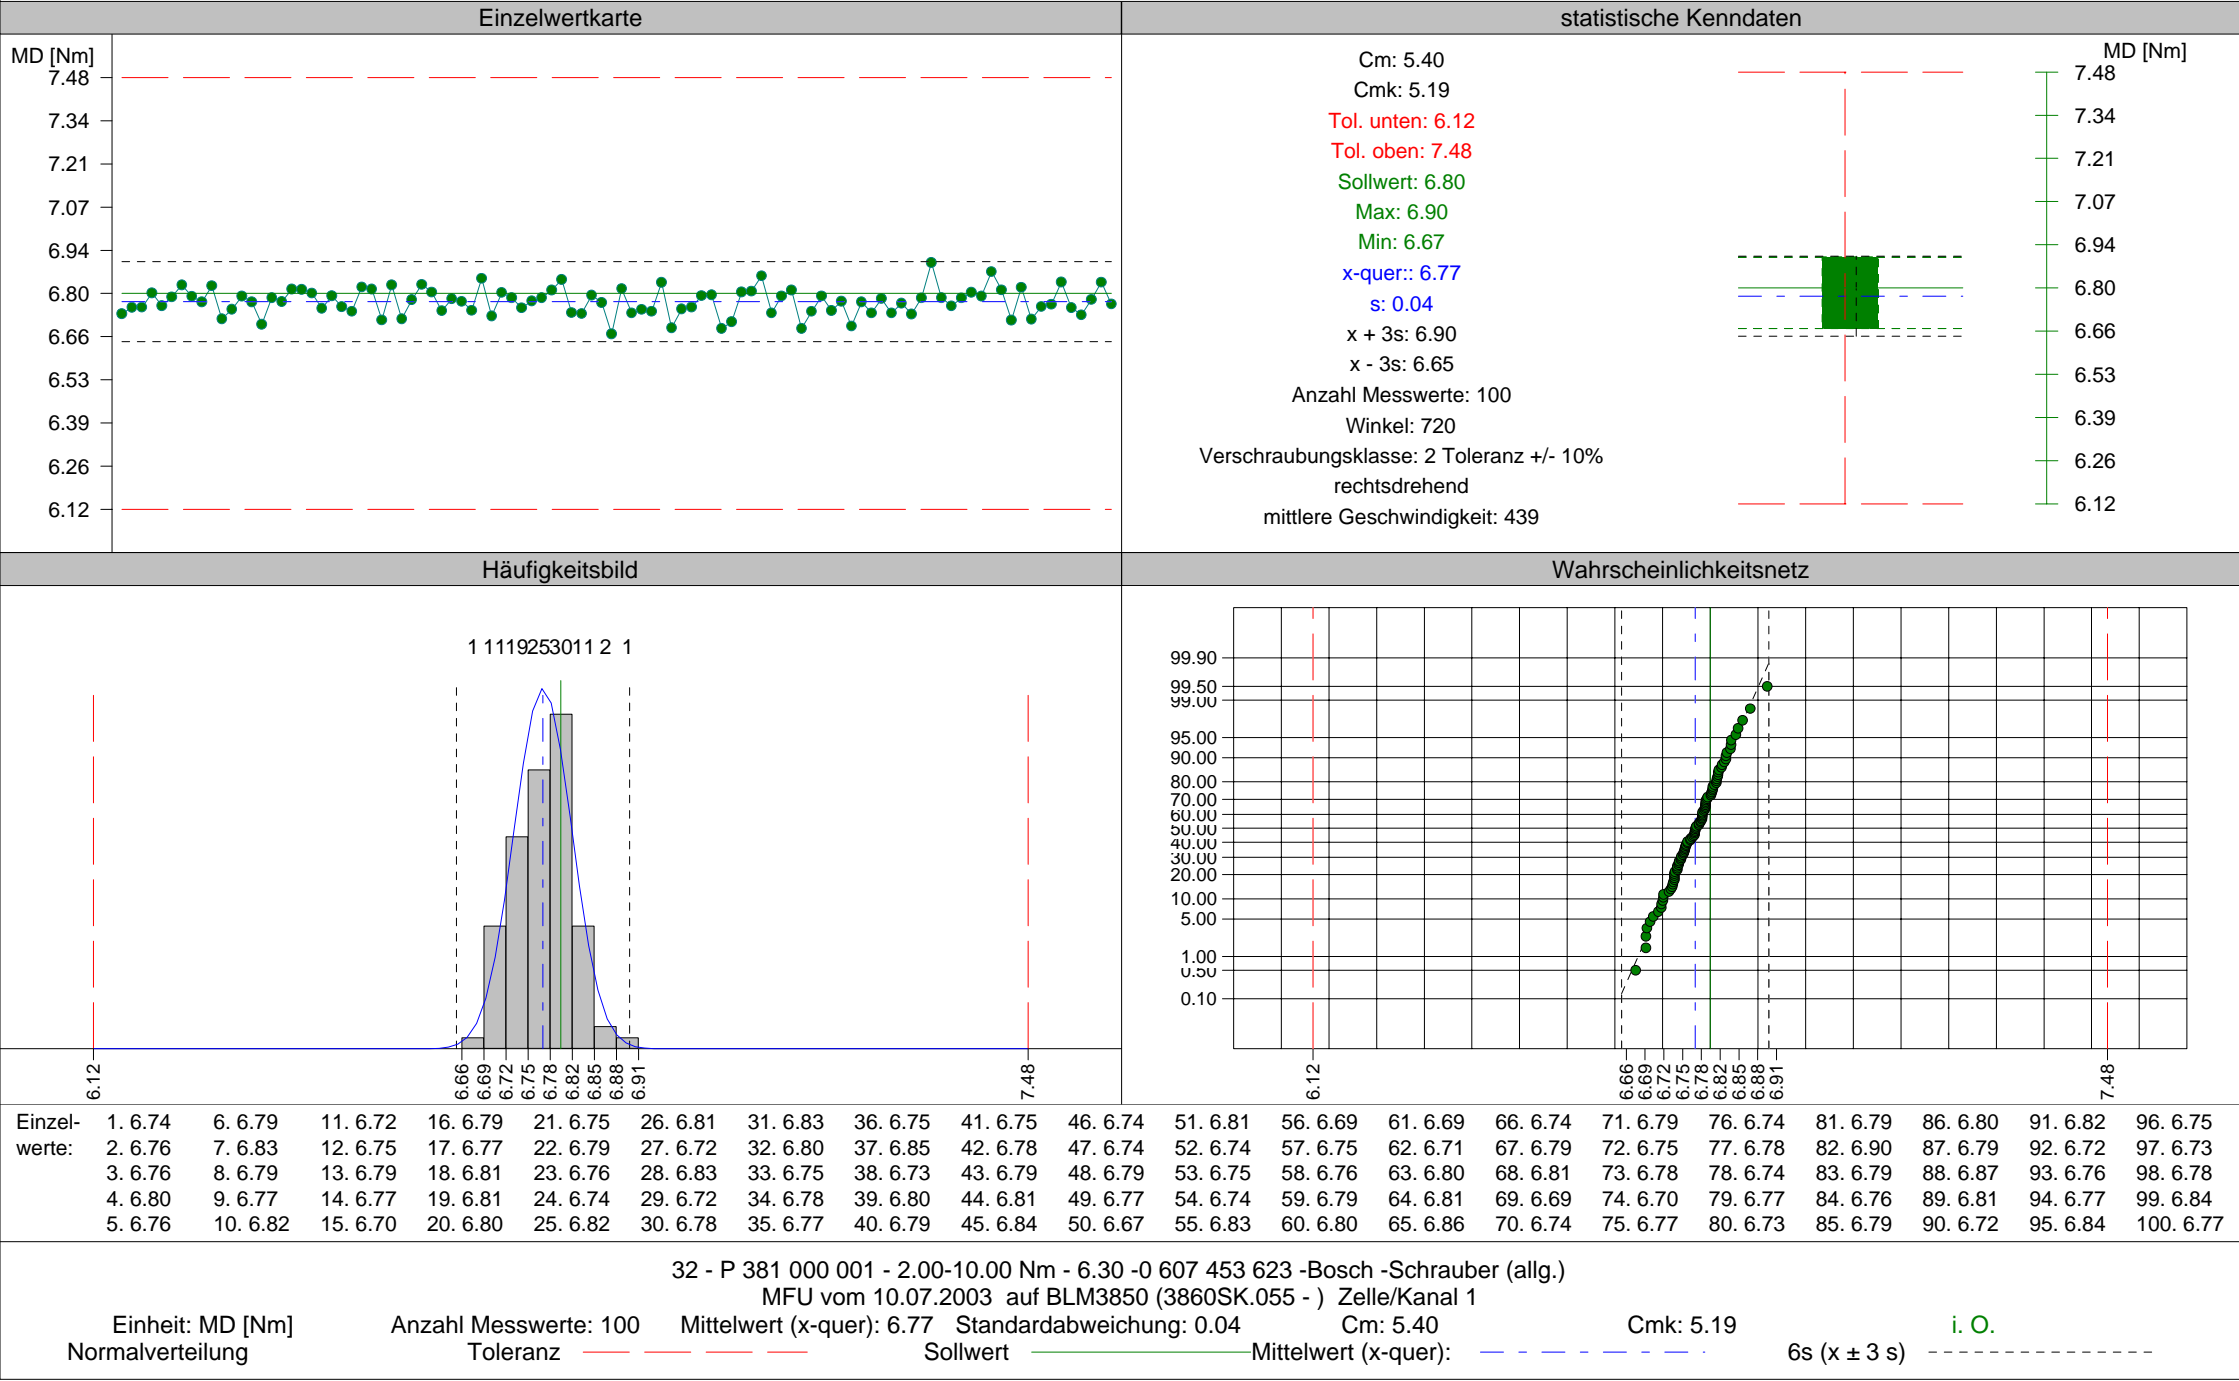 Einzelwertkarte
MD [Nm]
7.48
7.34
7.21
7.07
6.94
6.80
6.66
6.53
6.39
6.26
6.12
statistische Kenndaten
Cm: 5.40
Cmk: 5.19
Tol. unten: 6.12
Tol. oben: 7.48
Sollwert: 6.80
Max: 6.90
Min: 6.67
x-quer:: 6.77
s: 0.04
x + 3s: 6.90
x - 3s: 6.65
Anzahl Messwerte: 100
Winkel: 720
Verschraubungsklasse: 2 Toleranz +/- 10%
rechtsdrehend
mittlere Geschwindigkeit: 439
MD [Nm]
7.48
7.34
7.21
7.07
6.94
6.80
6.66
6.53
6.39
6.26
6.12
Häufigkeitsbild
1 1119253011 2 1
6.12 6.66 6.69 6.72 6.75 6.78 6.82 6.85 6.88 6.91 7.48
Wahrscheinlichkeitsnetz
99.90
99.50
99.00
95.00
90.00
80.00
70.00
60.00
50.00
40.00
30.00
20.00
10.00
5.00
1.00
0.50
0.10
6.12 6.66 6.69 6.72 6.75 6.78 6.82 6.85 6.88 6.91 7.48
Einzel- 1. 6.74 6. 6.79 11. 6.72 16. 6.79 21. 6.75 26. 6.81 31. 6.83 36. 6.75 41. 6.75 46. 6.74 51. 6.81 56. 6.69 61. 6.69 66. 6.74 71. 6.79 76. 6.74 81. 6.79 86. 6.80 91. 6.82 96. 6.75
werte: 2. 6.76 7. 6.83 12. 6.75 17. 6.77 22. 6.79 27. 6.72 32. 6.80 37. 6.85 42. 6.78 47. 6.74 52. 6.74 57. 6.75 62. 6.71 67. 6.79 72. 6.75 77. 6.78 82. 6.90 87. 6.79 92. 6.72 97. 6.73
3. 6.76 8. 6.79 13. 6.79 18. 6.81 23. 6.76 28. 6.83 33. 6.75 38. 6.73 43. 6.79 48. 6.79 53. 6.75 58. 6.76 63. 6.80 68. 6.81 73. 6.78 78. 6.74 83. 6.79 88. 6.87 93. 6.76 98. 6.78
4. 6.80 9. 6.77 14. 6.77 19. 6.81 24. 6.74 29. 6.72 34. 6.78 39. 6.80 44. 6.81 49. 6.77 54. 6.74 59. 6.79 64. 6.81 69. 6.69 74. 6.70 79. 6.77 84. 6.76 89. 6.81 94. 6.77 99. 6.84
5. 6.76 10. 6.82 15. 6.70 20. 6.80 25. 6.82 30. 6.78 35. 6.77 40. 6.79 45. 6.84 50. 6.67 55. 6.83 60. 6.80 65. 6.86 70. 6.74 75. 6.77 80. 6.73 85. 6.79 90. 6.72 95. 6.84 100. 6.77
32 - P 381 000 001 - 2.00-10.00 Nm - 6.30 -0 607 453 623 -Bosch -Schrauber (allg.)
MFU vom 10.07.2003 auf BLM3850 (3860SK.055 - ) Zelle/Kanal 1
Einheit: MD [Nm] Anzahl Messwerte: 100 Mittelwert (x-quer): 6.77 Standardabweichung: 0.04 Cm: 5.40 Cmk: 5.19 i. O.
Normalverteilung Toleranz Sollwert Mittelwert (x-quer): 6s (x ± 3 s)